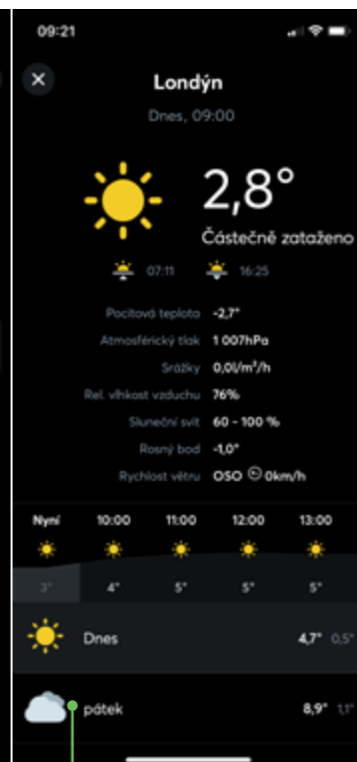 09:21
Londýn
Dnes, 09:00
2,8°
Částečně zataženo
07:11 16:25
Pocitová teplota -2,7°
Atmosférický tlak 1 007hPa
Srážky 0,0l/m²/h
Rel. vlhkost vzduchu 76%
Sluneční svit 60 - 100 %
Rosný bod -1,0°
Rychlost větru OSO 0km/h
Nyní 10:00 11:00 12:00 13:00
3° 4° 5° 5° 5°
Dnes 4,7° 0,5°
pátek 8,9° 1,1°